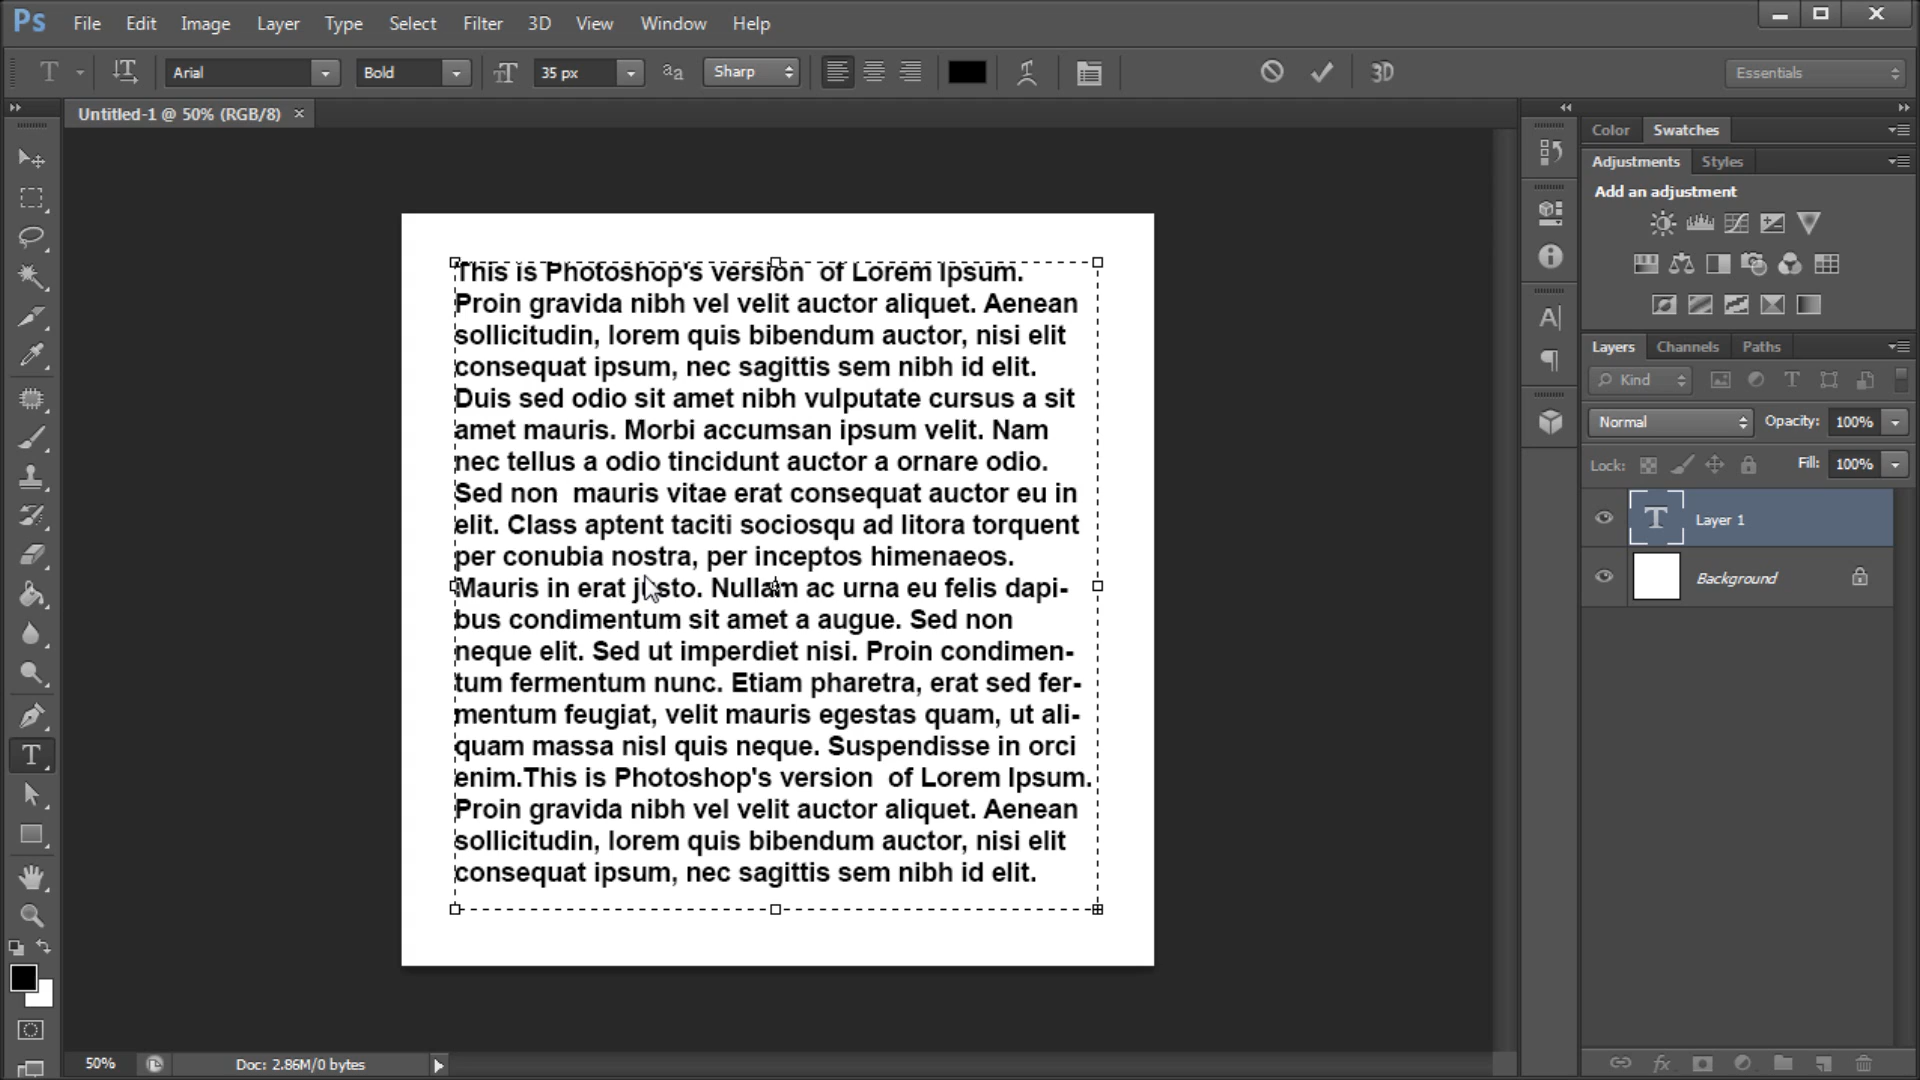 Ps File Edit Image Layer Type Select Filter 3D View Window Help
T Arial Bold 35 px aa Sharp 3D Essentials
Untitled-1 @ 50% (RGB/8) ×
Color Swatches
Adjustments Styles
Add an adjustment
Layers Channels Paths
Kind
Normal Opacity: 100%
Lock: Fill: 100%
T Layer 1
Background
This is Photoshop's version  of Lorem Ipsum.
Proin gravida nibh vel velit auctor aliquet. Aenean
sollicitudin, lorem quis bibendum auctor, nisi elit
consequat ipsum, nec sagittis sem nibh id elit.
Duis sed odio sit amet nibh vulputate cursus a sit
amet mauris. Morbi accumsan ipsum velit. Nam
nec tellus a odio tincidunt auctor a ornare odio.
Sed non  mauris vitae erat consequat auctor eu in
elit. Class aptent taciti sociosqu ad litora torquent
per conubia nostra, per inceptos himenaeos.
Mauris in erat justo. Nullam ac urna eu felis dapi-
bus condimentum sit amet a augue. Sed non
neque elit. Sed ut imperdiet nisi. Proin condimen-
tum fermentum nunc. Etiam pharetra, erat sed fer-
mentum feugiat, velit mauris egestas quam, ut ali-
quam massa nisl quis neque. Suspendisse in orci
enim.This is Photoshop's version  of Lorem Ipsum.
Proin gravida nibh vel velit auctor aliquet. Aenean
sollicitudin, lorem quis bibendum auctor, nisi elit
consequat ipsum, nec sagittis sem nibh id elit.
50% Doc: 2.86M/0 bytes
fx